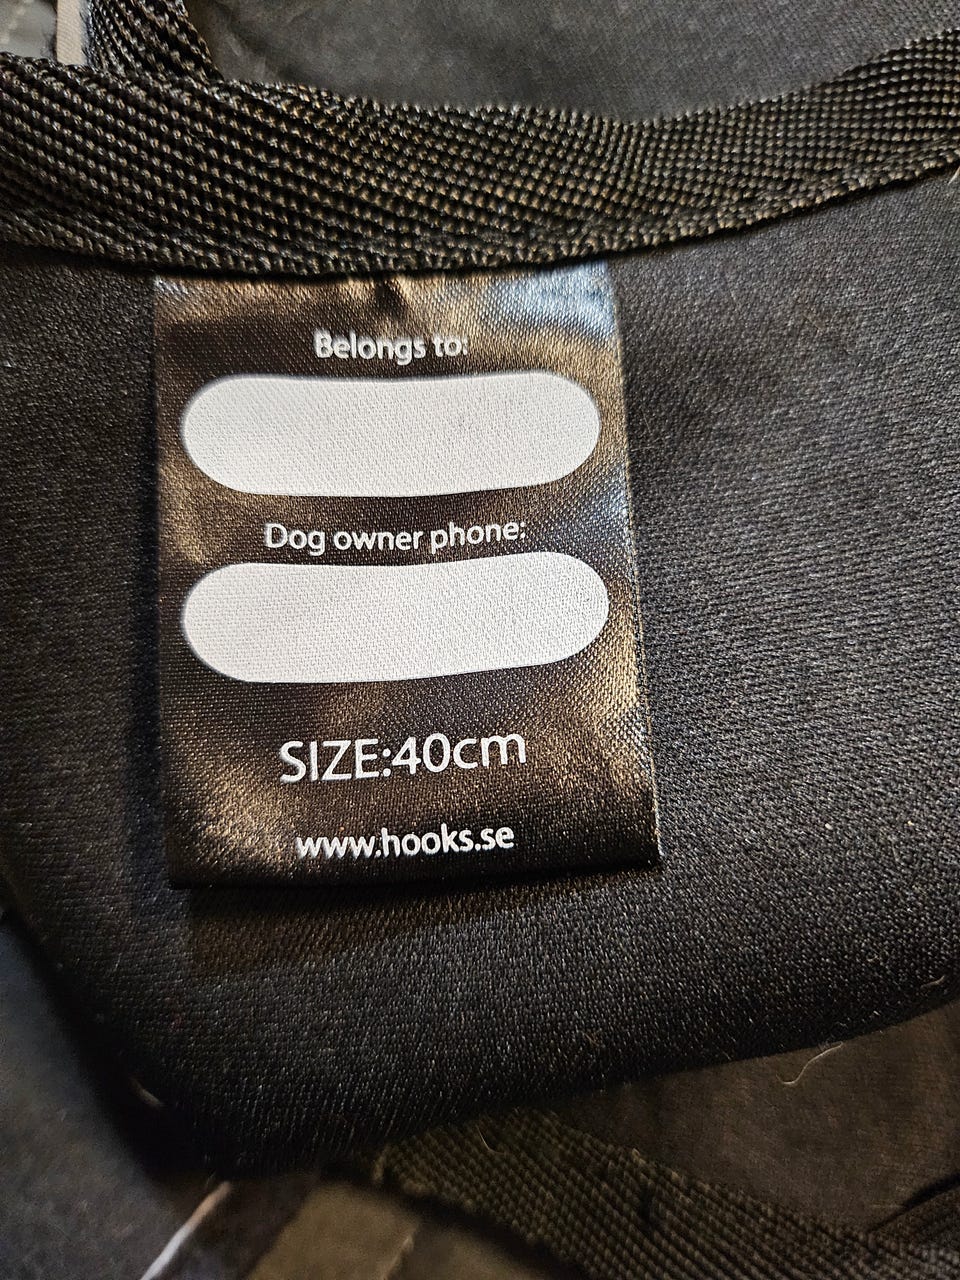 Belongs to:
Dog owner phone:
SIZE:40cm
www.hooks.se